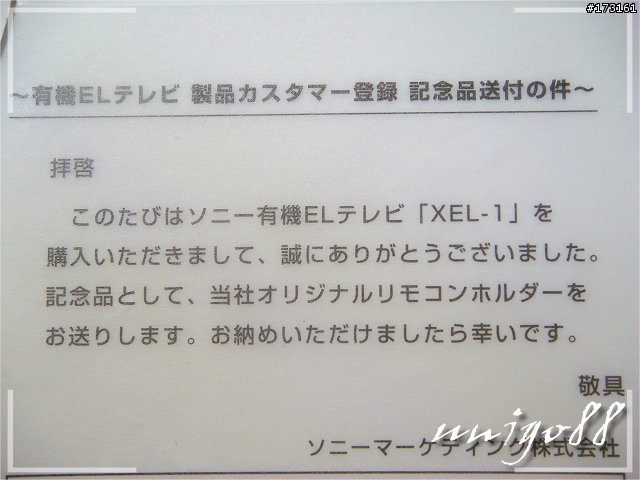 #173161
～有機ELテレビ 製品カスタマー登録 記念品送付の件～
拝啓
このたびはソニー有機ELテレビ「XEL-1」を
購入いただきまして、誠にありがとうございました。
記念品として、当社オリジナルリモコンホルダーを
お送りします。お納めいただけましたら幸いです。
敬具
nnigo88
ソニーマーケティング株式会社